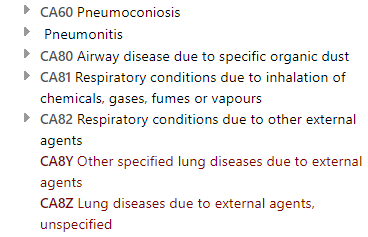 CA60 Pneumoconiosis
Pneumonitis
CA80 Airway disease due to specific organic dust
CA81 Respiratory conditions due to inhalation of
chemicals, gases, fumes or vapours
CA82 Respiratory conditions due to other external
agents
CA8Y Other specified lung diseases due to external
agents
CA8Z Lung diseases due to external agents,
unspecified